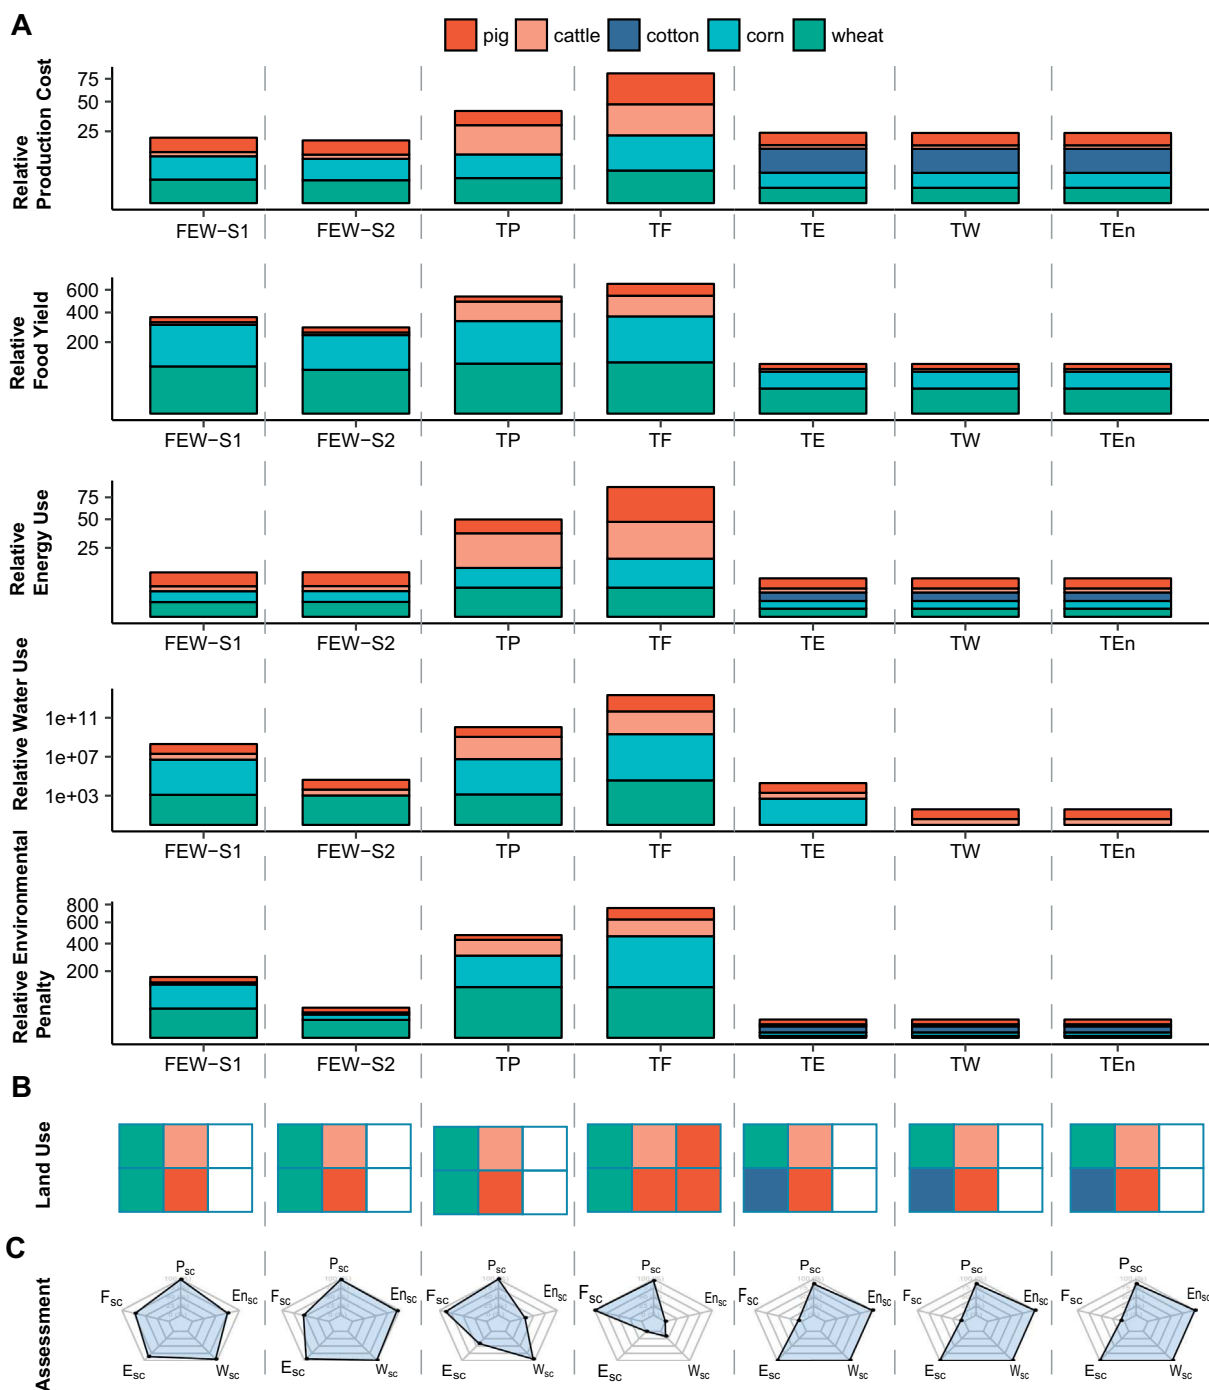 A
pig cattle cotton corn wheat
Relative
Production Cost
75
50
25
FEW−S1 FEW−S2 TP TF TE TW TEn
Relative
Food Yield
600
400
200
FEW−S1 FEW−S2 TP TF TE TW TEn
Relative
Energy Use
75
50
25
FEW−S1 FEW−S2 TP TF TE TW TEn
Relative Water Use
1e+11
1e+07
1e+03
FEW−S1 FEW−S2 TP TF TE TW TEn
Relative Environmental
Penalty
800
600
400
200
FEW−S1 FEW−S2 TP TF TE TW TEn
B
Land Use
C
Assessment
Psc Psc Psc Psc Psc Psc Psc
Fsc Ensc Fsc Ensc Fsc Ensc Fsc Ensc Fsc Ensc Fsc Ensc Fsc Ensc
Esc Wsc Esc Wsc Esc Wsc Esc Wsc Esc Wsc Esc Wsc Esc Wsc